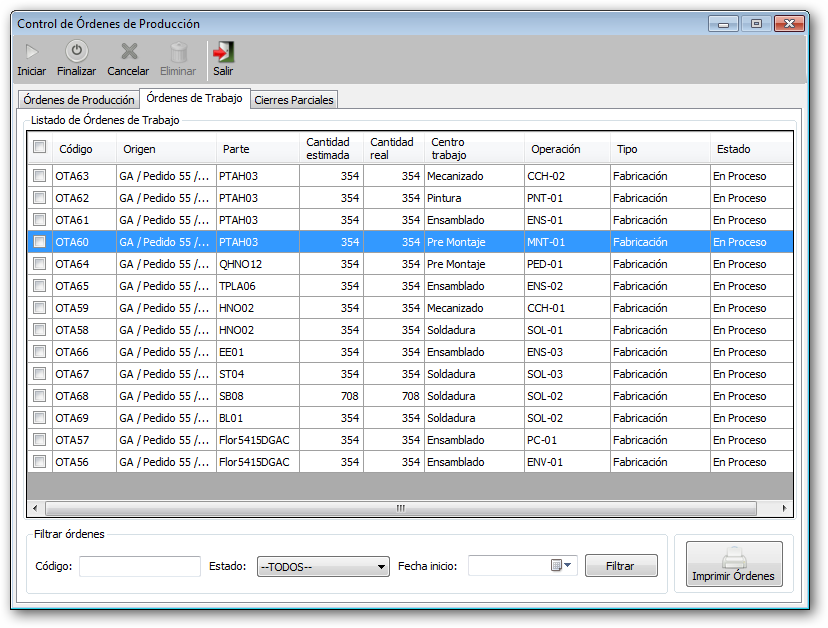 Control de Órdenes de Producción
Iniciar Finalizar Cancelar Eliminar Salir
Órdenes de Producción Órdenes de Trabajo Cierres Parciales
Listado de Órdenes de Trabajo
Código Origen Parte Cantidad estimada Cantidad real Centro trabajo Operación Tipo Estado
OTA63 GA / Pedido 55 /... PTAH03 354 354 Mecanizado CCH-02 Fabricación En Proceso
OTA62 GA / Pedido 55 /... PTAH03 354 354 Pintura PNT-01 Fabricación En Proceso
OTA61 GA / Pedido 55 /... PTAH03 354 354 Ensamblado ENS-01 Fabricación En Proceso
OTA60 GA / Pedido 55 /... PTAH03 354 354 Pre Montaje MNT-01 Fabricación En Proceso
OTA64 GA / Pedido 55 /... QHNO12 354 354 Pre Montaje PED-01 Fabricación En Proceso
OTA65 GA / Pedido 55 /... TPLA06 354 354 Ensamblado ENS-02 Fabricación En Proceso
OTA59 GA / Pedido 55 /... HNO02 354 354 Mecanizado CCH-01 Fabricación En Proceso
OTA58 GA / Pedido 55 /... HNO02 354 354 Soldadura SOL-01 Fabricación En Proceso
OTA66 GA / Pedido 55 /... EE01 354 354 Ensamblado ENS-03 Fabricación En Proceso
OTA67 GA / Pedido 55 /... ST04 354 354 Soldadura SOL-03 Fabricación En Proceso
OTA68 GA / Pedido 55 /... SB08 708 708 Soldadura SOL-02 Fabricación En Proceso
OTA69 GA / Pedido 55 /... BL01 354 354 Soldadura SOL-02 Fabricación En Proceso
OTA57 GA / Pedido 55 /... Flor5415DGAC 354 354 Ensamblado PC-01 Fabricación En Proceso
OTA56 GA / Pedido 55 /... Flor5415DGAC 354 354 Ensamblado ENV-01 Fabricación En Proceso
Filtrar órdenes
Código: Estado: --TODOS-- Fecha inicio: Filtrar Imprimir Órdenes